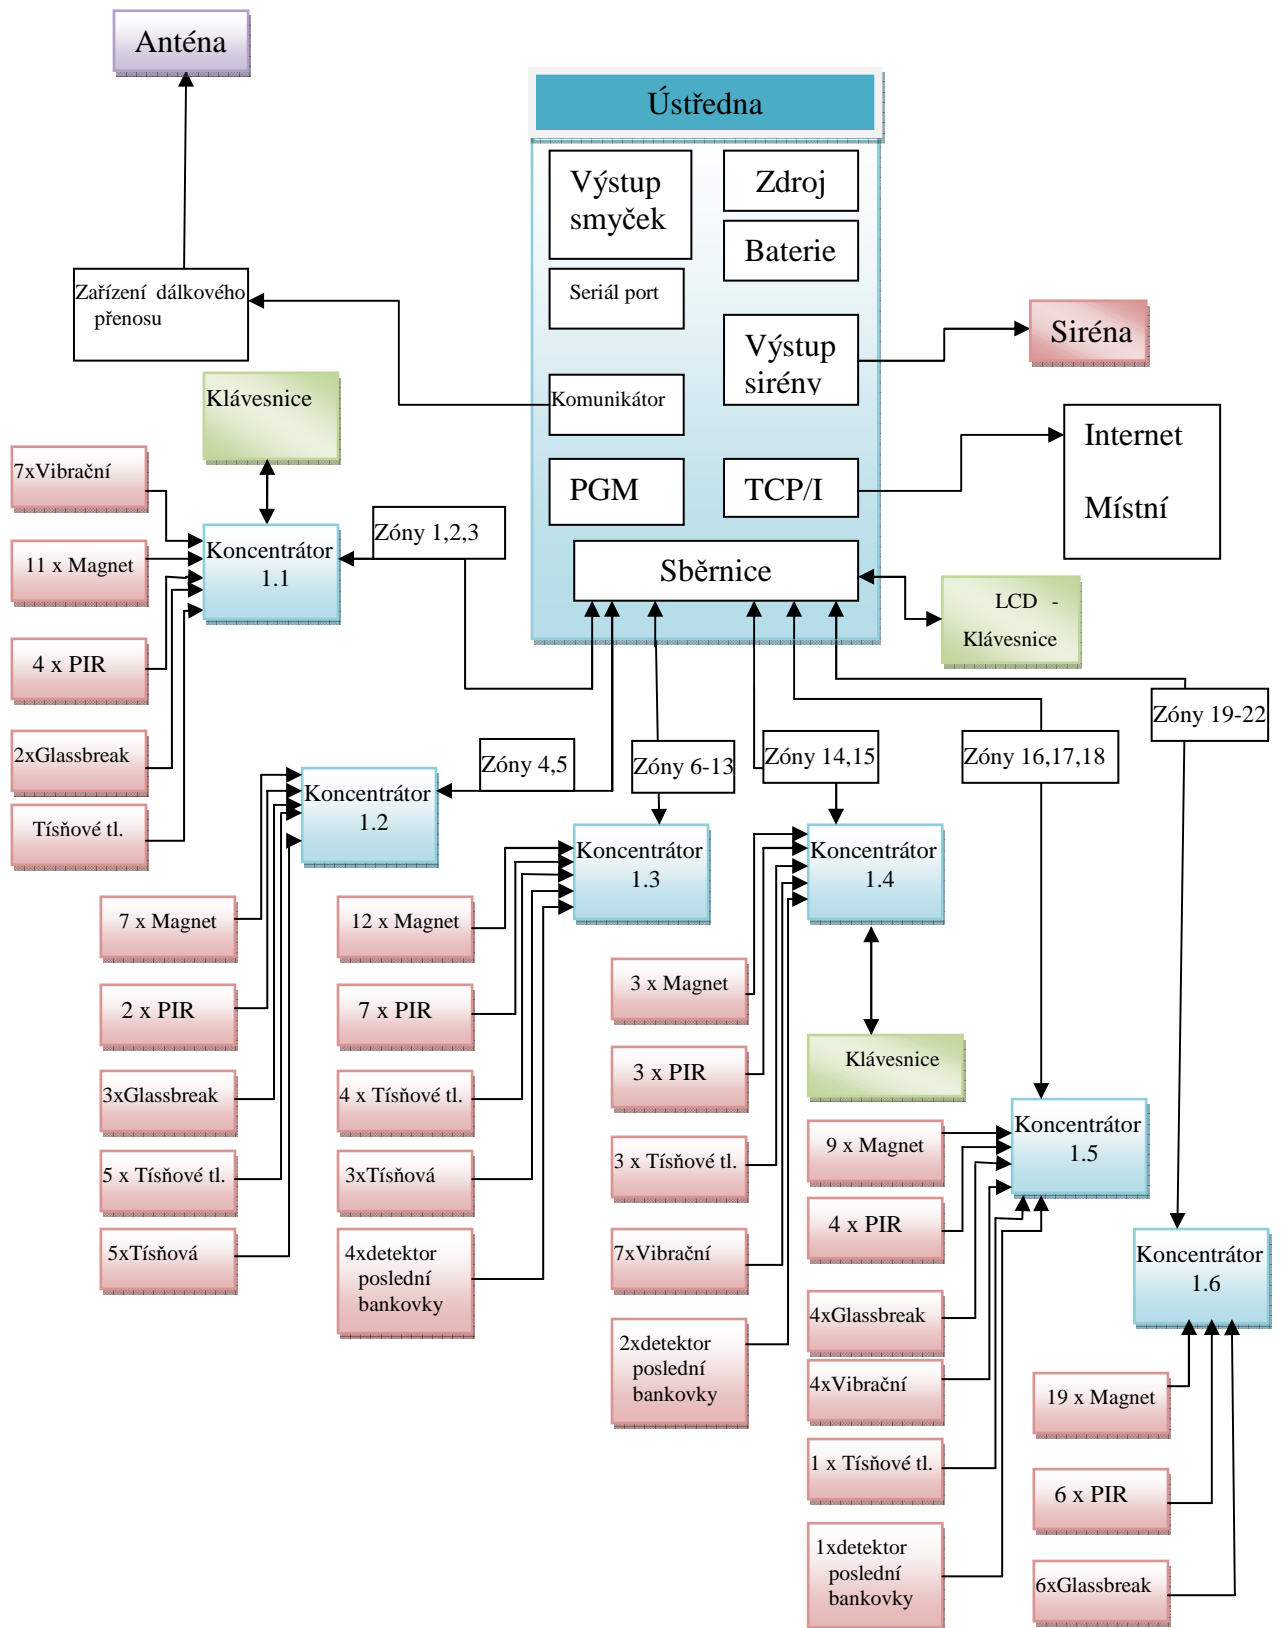 Anténa
Ústředna
Výstup
smyček
Zdroj
Baterie
Seriál port
Zařízení dálkového
přenosu
Výstup
sirény
Siréna
Klávesnice
Komunikátor
Internet
Místní
7xVibrační
PGM
TCP/I
Zóny 1,2,3
Koncentrátor
1.1
11 x Magnet
Sběrnice
LCD -
Klávesnice
4 x PIR
Zóny 19-22
2xGlassbreak
Zóny 4,5
Zóny 6-13
Zóny 14,15
Zóny 16,17,18
Tísňové tl.
Koncentrátor
1.2
Koncentrátor
1.3
Koncentrátor
1.4
7 x Magnet
12 x Magnet
3 x Magnet
2 x PIR
7 x PIR
3 x PIR
Klávesnice
3xGlassbreak
4 x Tísňové tl.
9 x Magnet
Koncentrátor
1.5
5 x Tísňové tl.
3xTísňová
3 x Tísňové tl.
4 x PIR
5xTísňová
4xdetektor
poslední
bankovky
7xVibrační
Koncentrátor
1.6
4xGlassbreak
2xdetektor
poslední
bankovky
4xVibrační
19 x Magnet
1 x Tísňové tl.
6 x PIR
1xdetektor
poslední
bankovky
6xGlassbreak